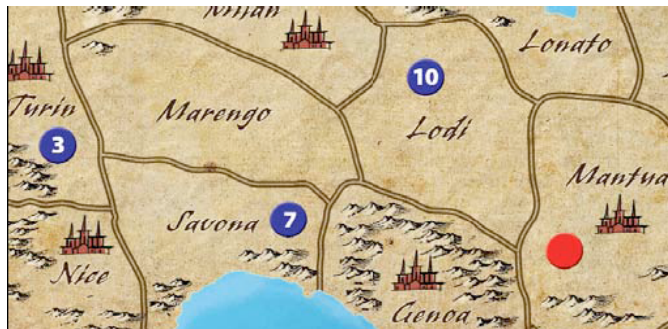 Milan
Lonato
10
Turin
Marengo
Lodi
3
Mantua
Savona
7
Nice
Genoa